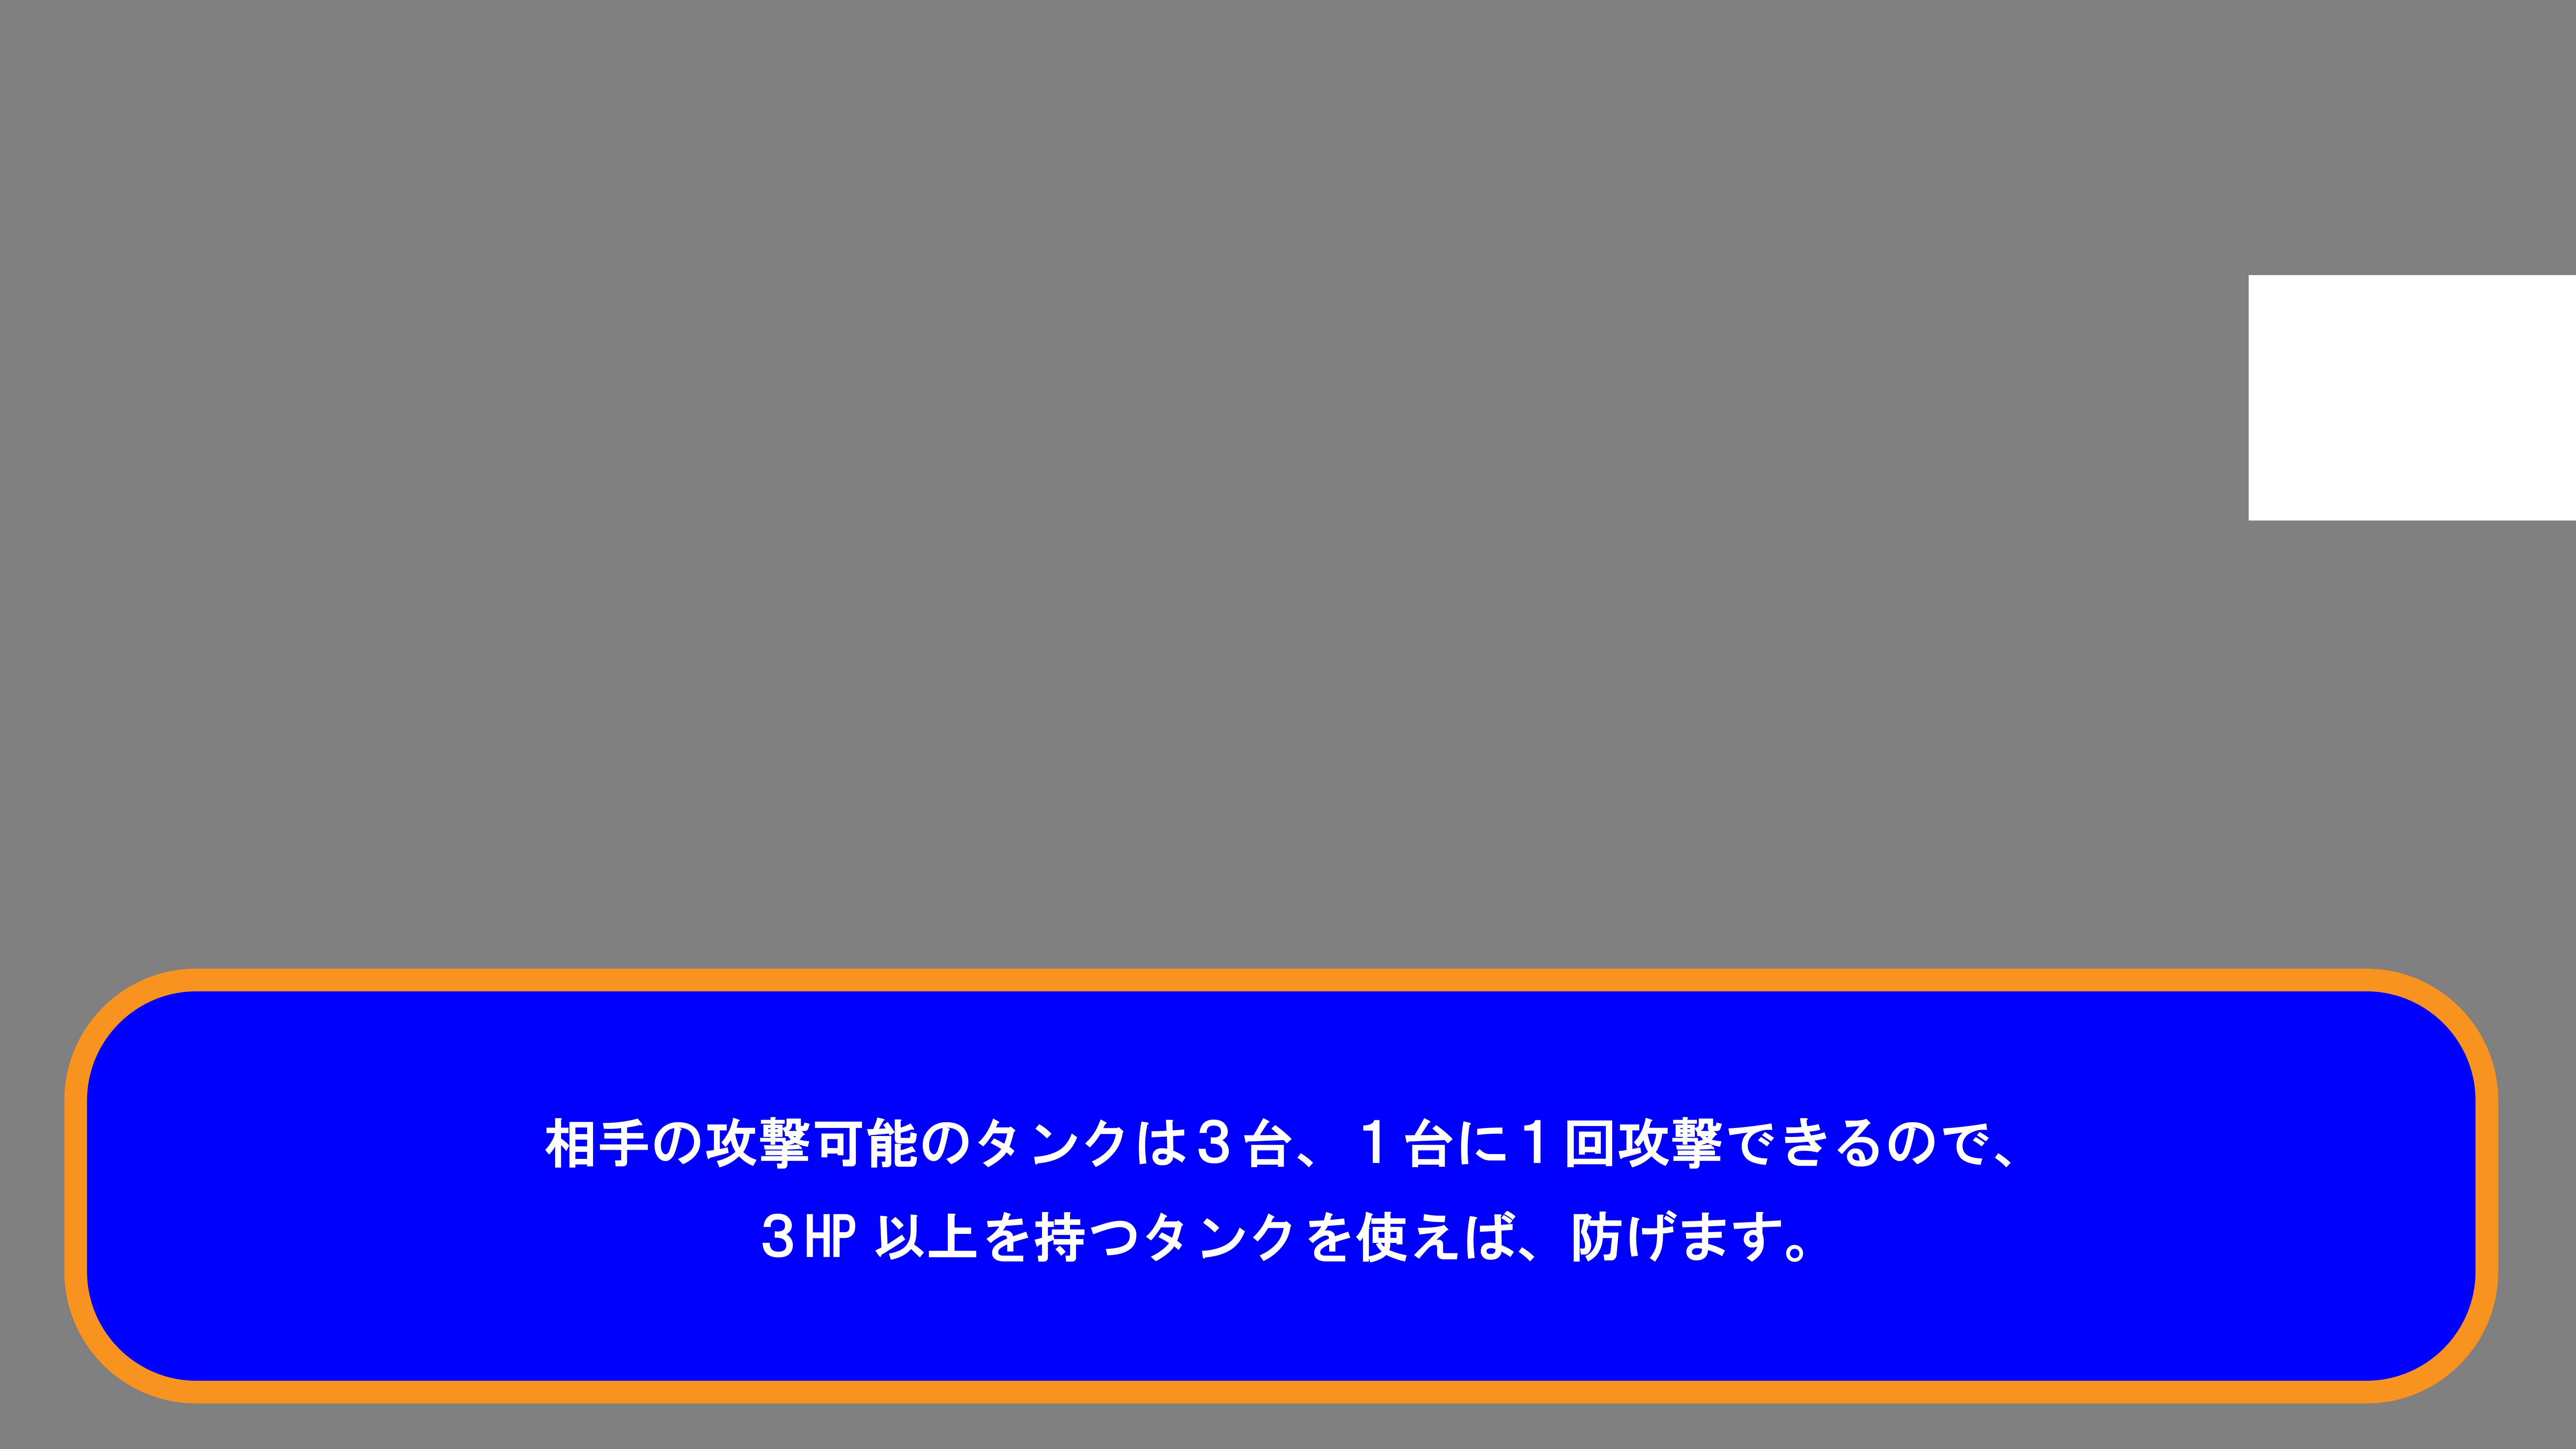 相手の攻撃可能のタンクは３台、１台に１回攻撃できるので、
３HP 以上を持つタンクを使えば、防げます。